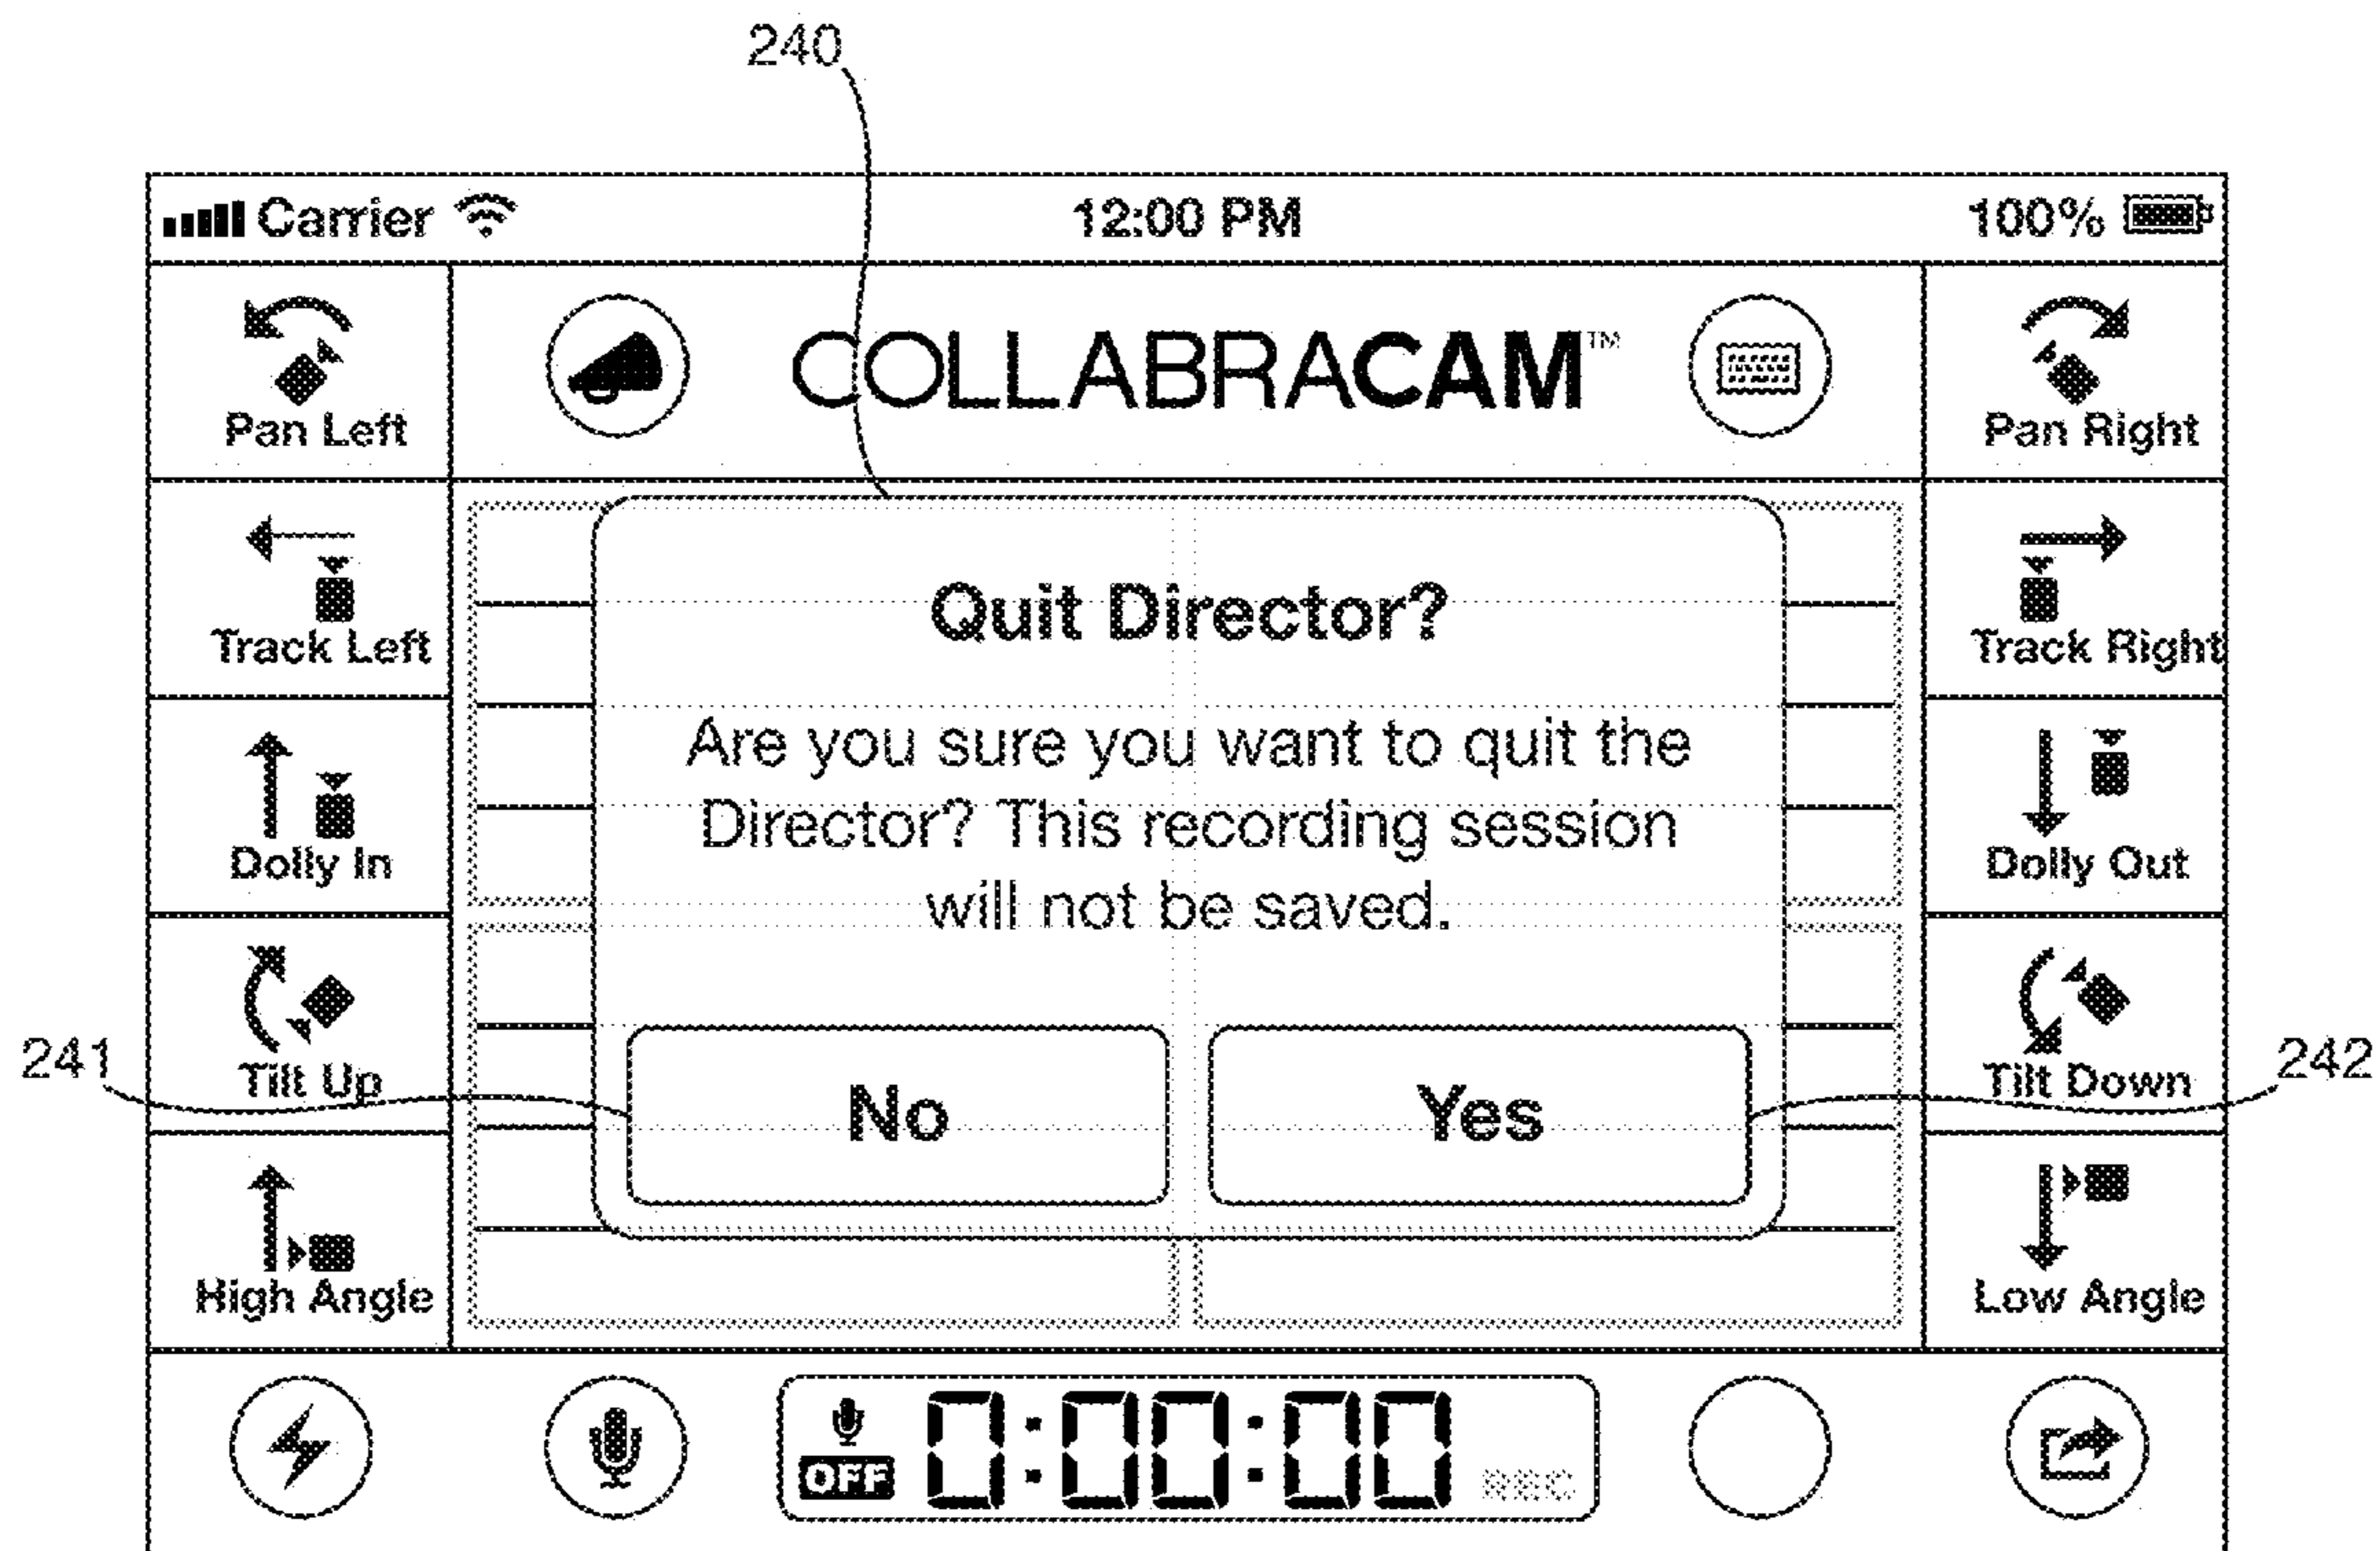 240
Carrier 12:00 PM 100%
Pan Left COLLABRACAM™ Pan Right
Track Left Track Right
Quit Director?
Are you sure you want to quit the
Director? This recording session
will not be saved.
Dolly In Dolly Out
Tilt Up Tilt Down
241 No Yes 242
High Angle Low Angle
OFF 0:00:00 REC